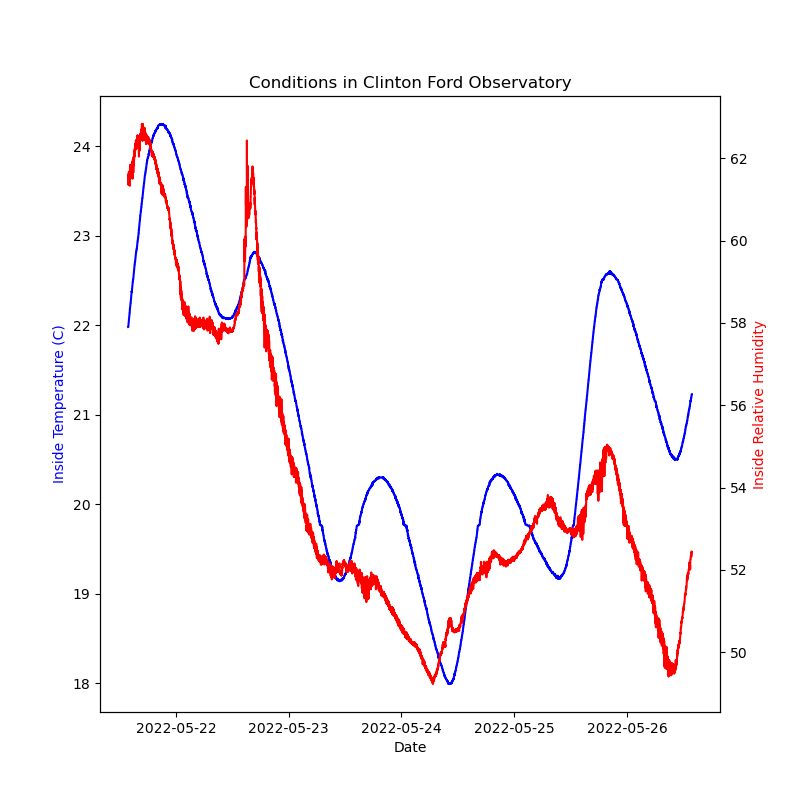 Conditions in Clinton Ford Observatory
Inside Temperature (C)
24
23
22
21
20
19
18
62
60
58
56
54
52
50
Inside Relative Humidity
2022-05-22 2022-05-23 2022-05-24 2022-05-25 2022-05-26
Date